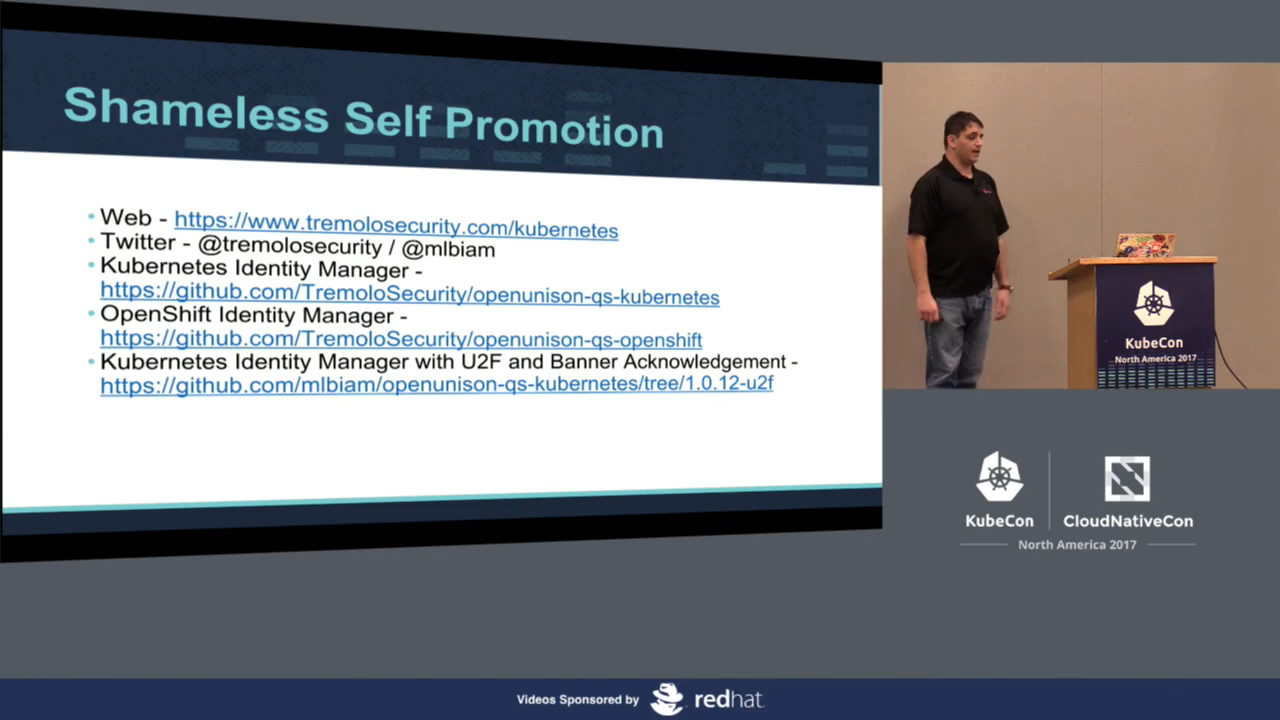 Shameless Self Promotion
• Web - https://www.tremolosecurity.com/kubernetes
• Twitter - @tremolosecurity / @mlbiam
• Kubernetes Identity Manager -
https://github.com/TremoloSecurity/openunison-qs-kubernetes
• OpenShift Identity Manager -
https://github.com/TremoloSecurity/openunison-qs-openshift
• Kubernetes Identity Manager with U2F and Banner Acknowledgement -
https://github.com/mlbiam/openunison-qs-kubernetes/tree/1.0.12-u2f
KubeCon
North America 2017
KubeCon
CloudNativeCon
North America 2017
Videos Sponsored by
redhat.